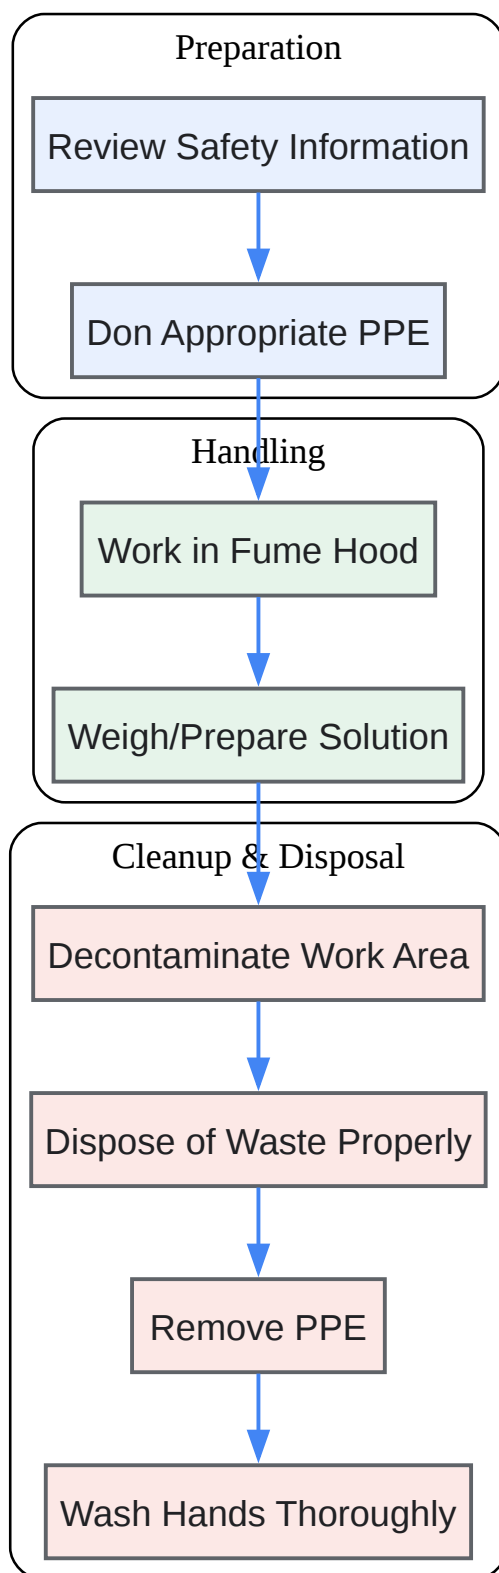 Preparation
Review Safety Information
Don Appropriate PPE
Handling
Work in Fume Hood
Weigh/Prepare Solution
Cleanup & Disposal
Decontaminate Work Area
Dispose of Waste Properly
Remove PPE
Wash Hands Thoroughly